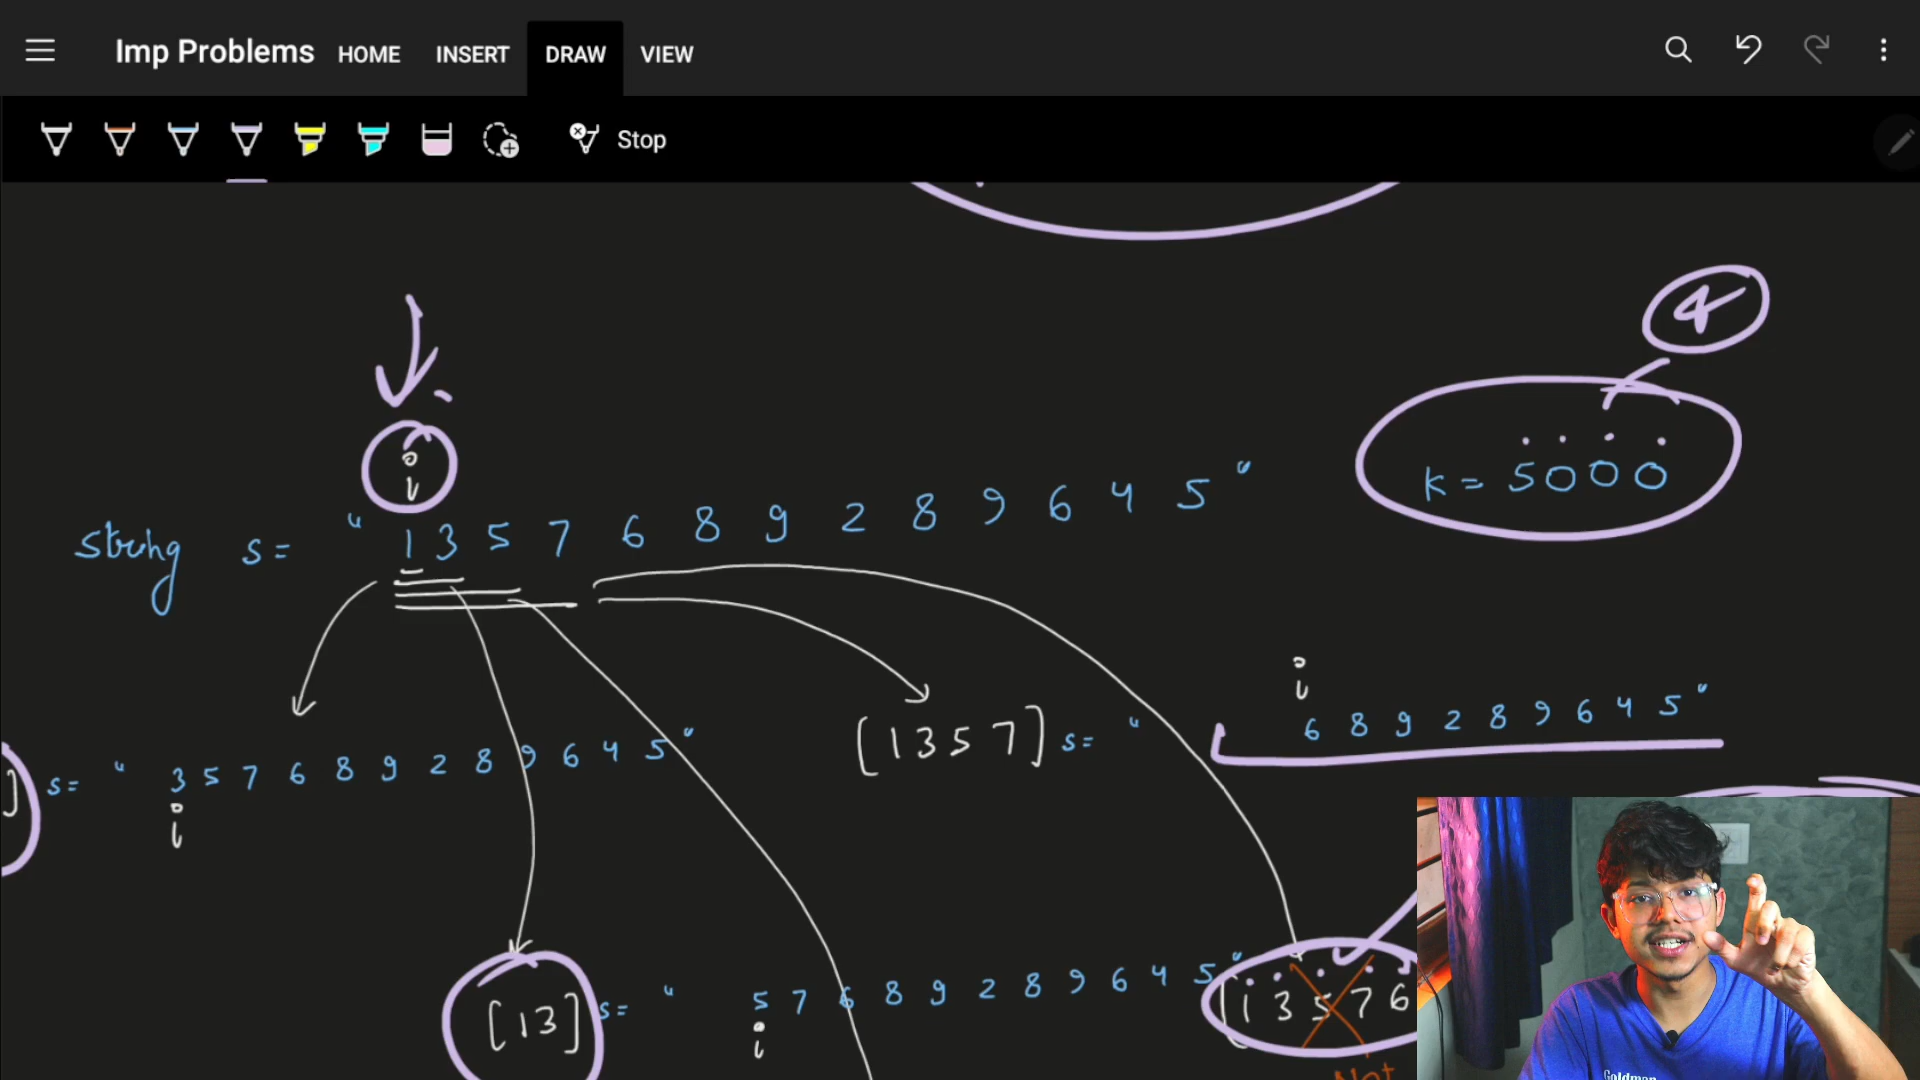 Imp Problems HOME INSERT DRAW VIEW
Stop
4
i
k = 5000
string s = " 1 3 5 7 6 8 9 2 8 9 6 4 5 "
i
[1 3 5 7] s = " 6 8 9 2 8 9 6 4 5 "
] s = " 3 5 7 6 8 9 2 8 9 6 4 5 "
i
[13] s = " 5 7 6 8 9 2 8 9 6 4 5 "
i
[1 3 5 7 6
Not
Goldman